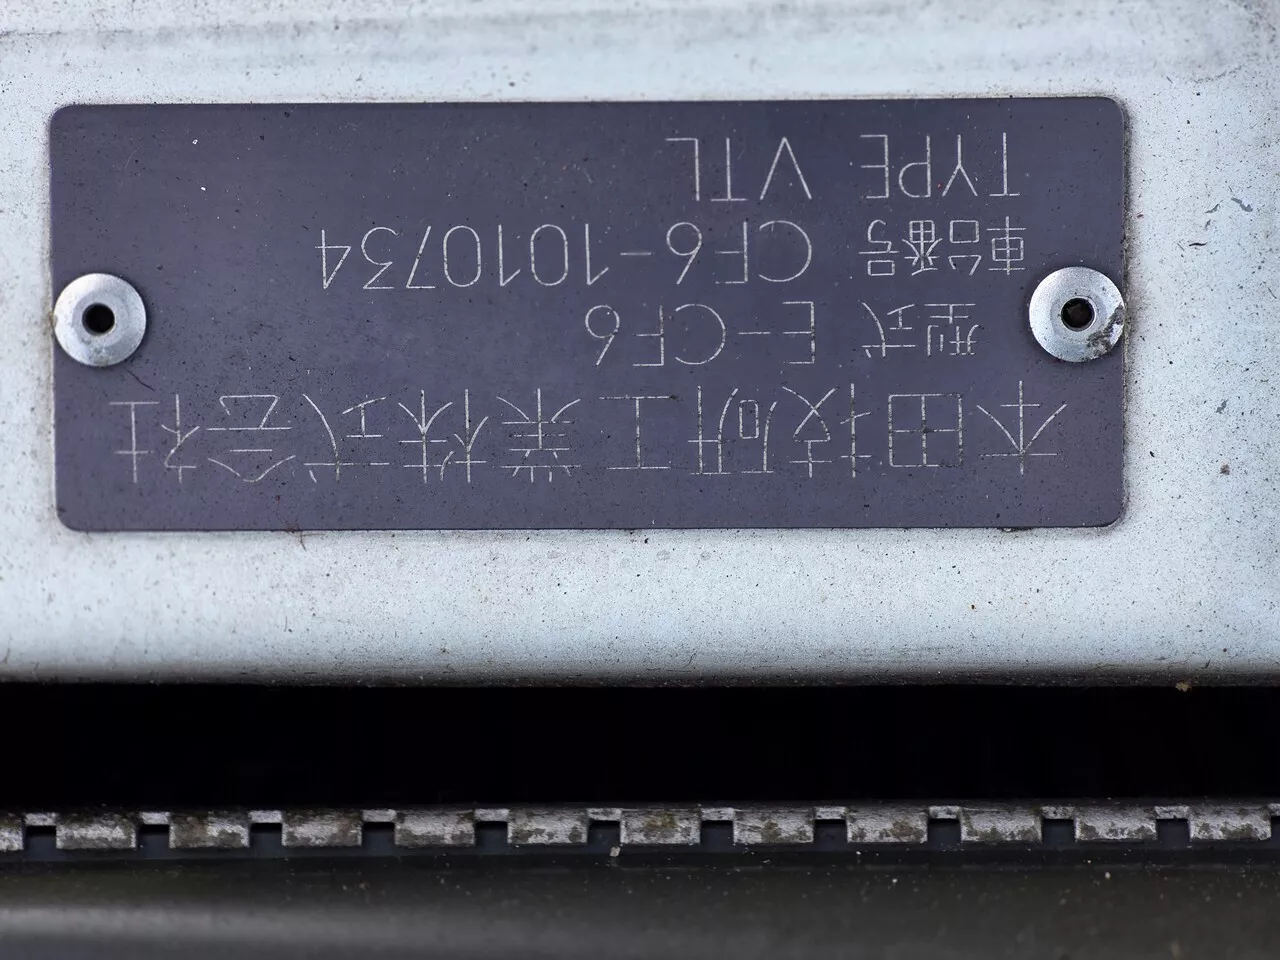 本田技研工業株式会社
型式 E-CF6
車台番号 CF6-1010734
TYPE VTL